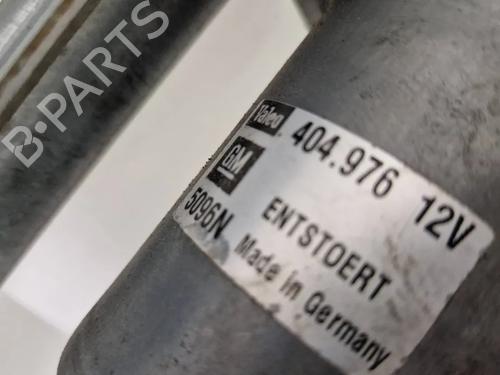 Valeo 404.976 12V
GM ENTSTOERT
5096N Made in Germany
B-PARTS